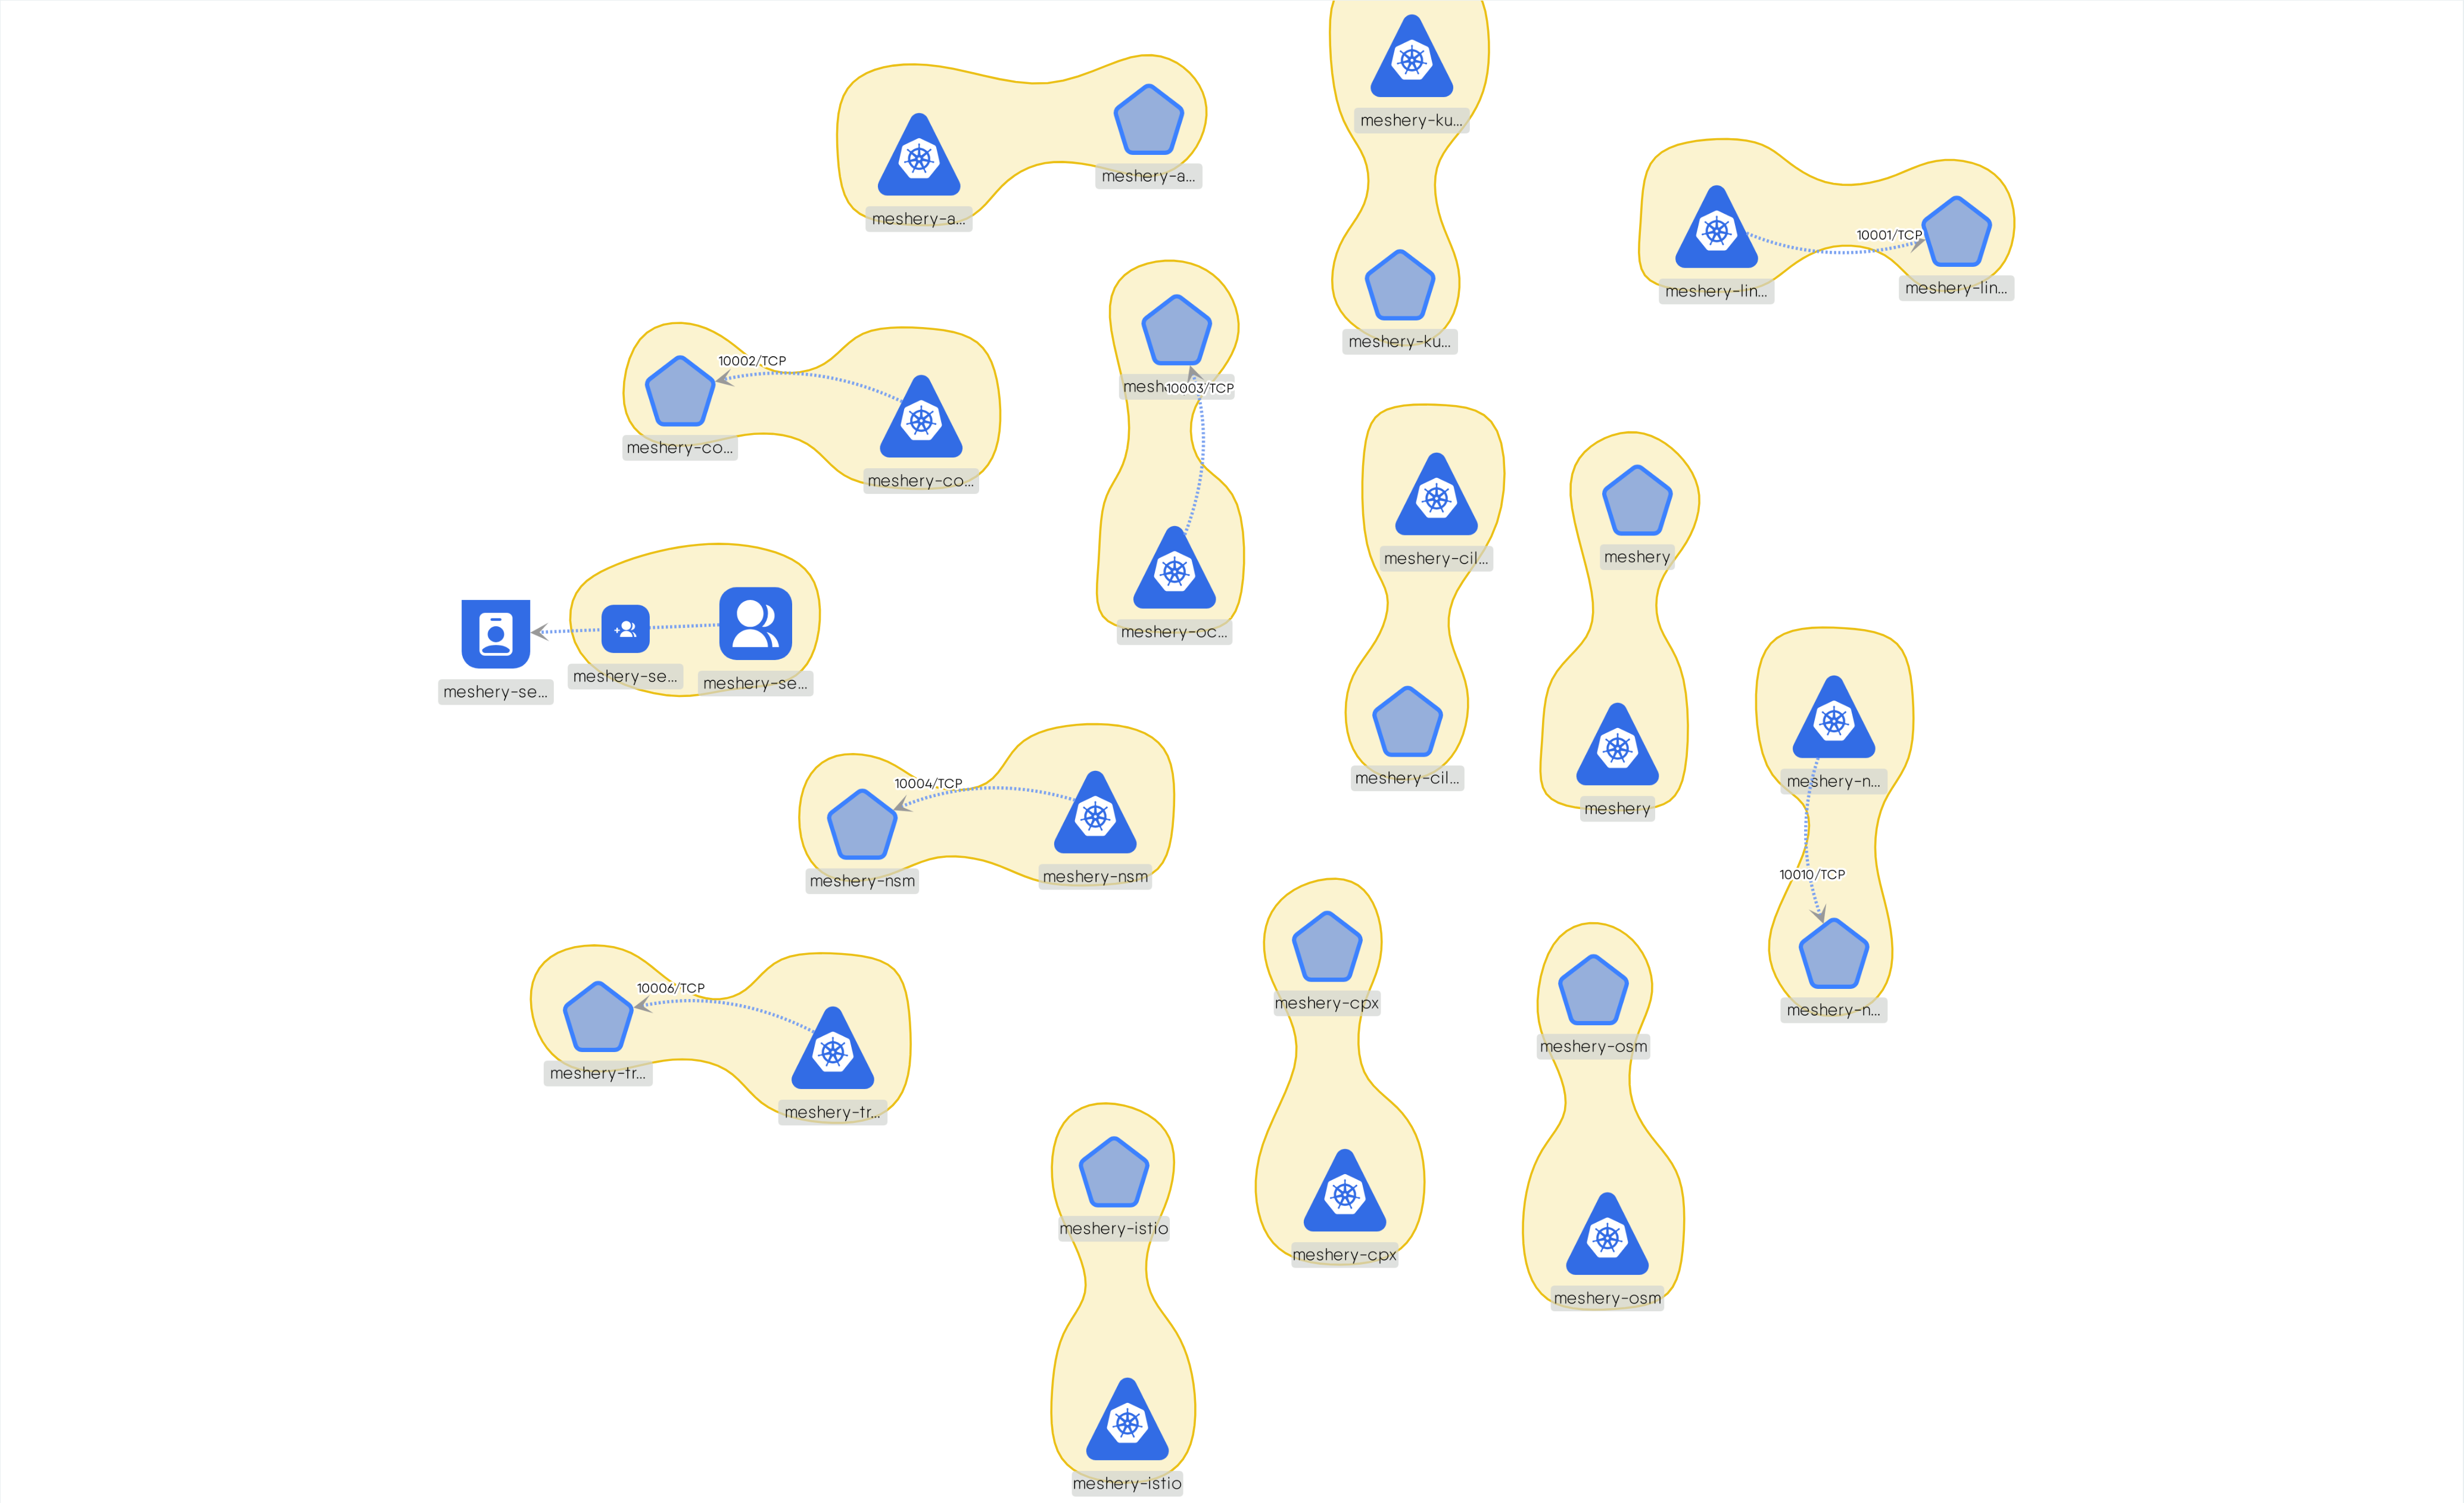 meshery-ku...
meshery-a...
meshery-a...
10001/TCP
meshery-lin...
meshery-lin...
meshery-ku...
10002/TCP
10003/TCP
meshery-co...
meshery-co...
meshery-cil...
meshery
meshery-oc...
meshery-se...
meshery-se...
meshery-se...
meshery-cil...
meshery-n...
10004/TCP
meshery
meshery-nsm
meshery-nsm
10010/TCP
10006/TCP
meshery-cpx
meshery-n...
meshery-osm
meshery-tr...
meshery-tr...
meshery-istio
meshery-cpx
meshery-osm
meshery-istio